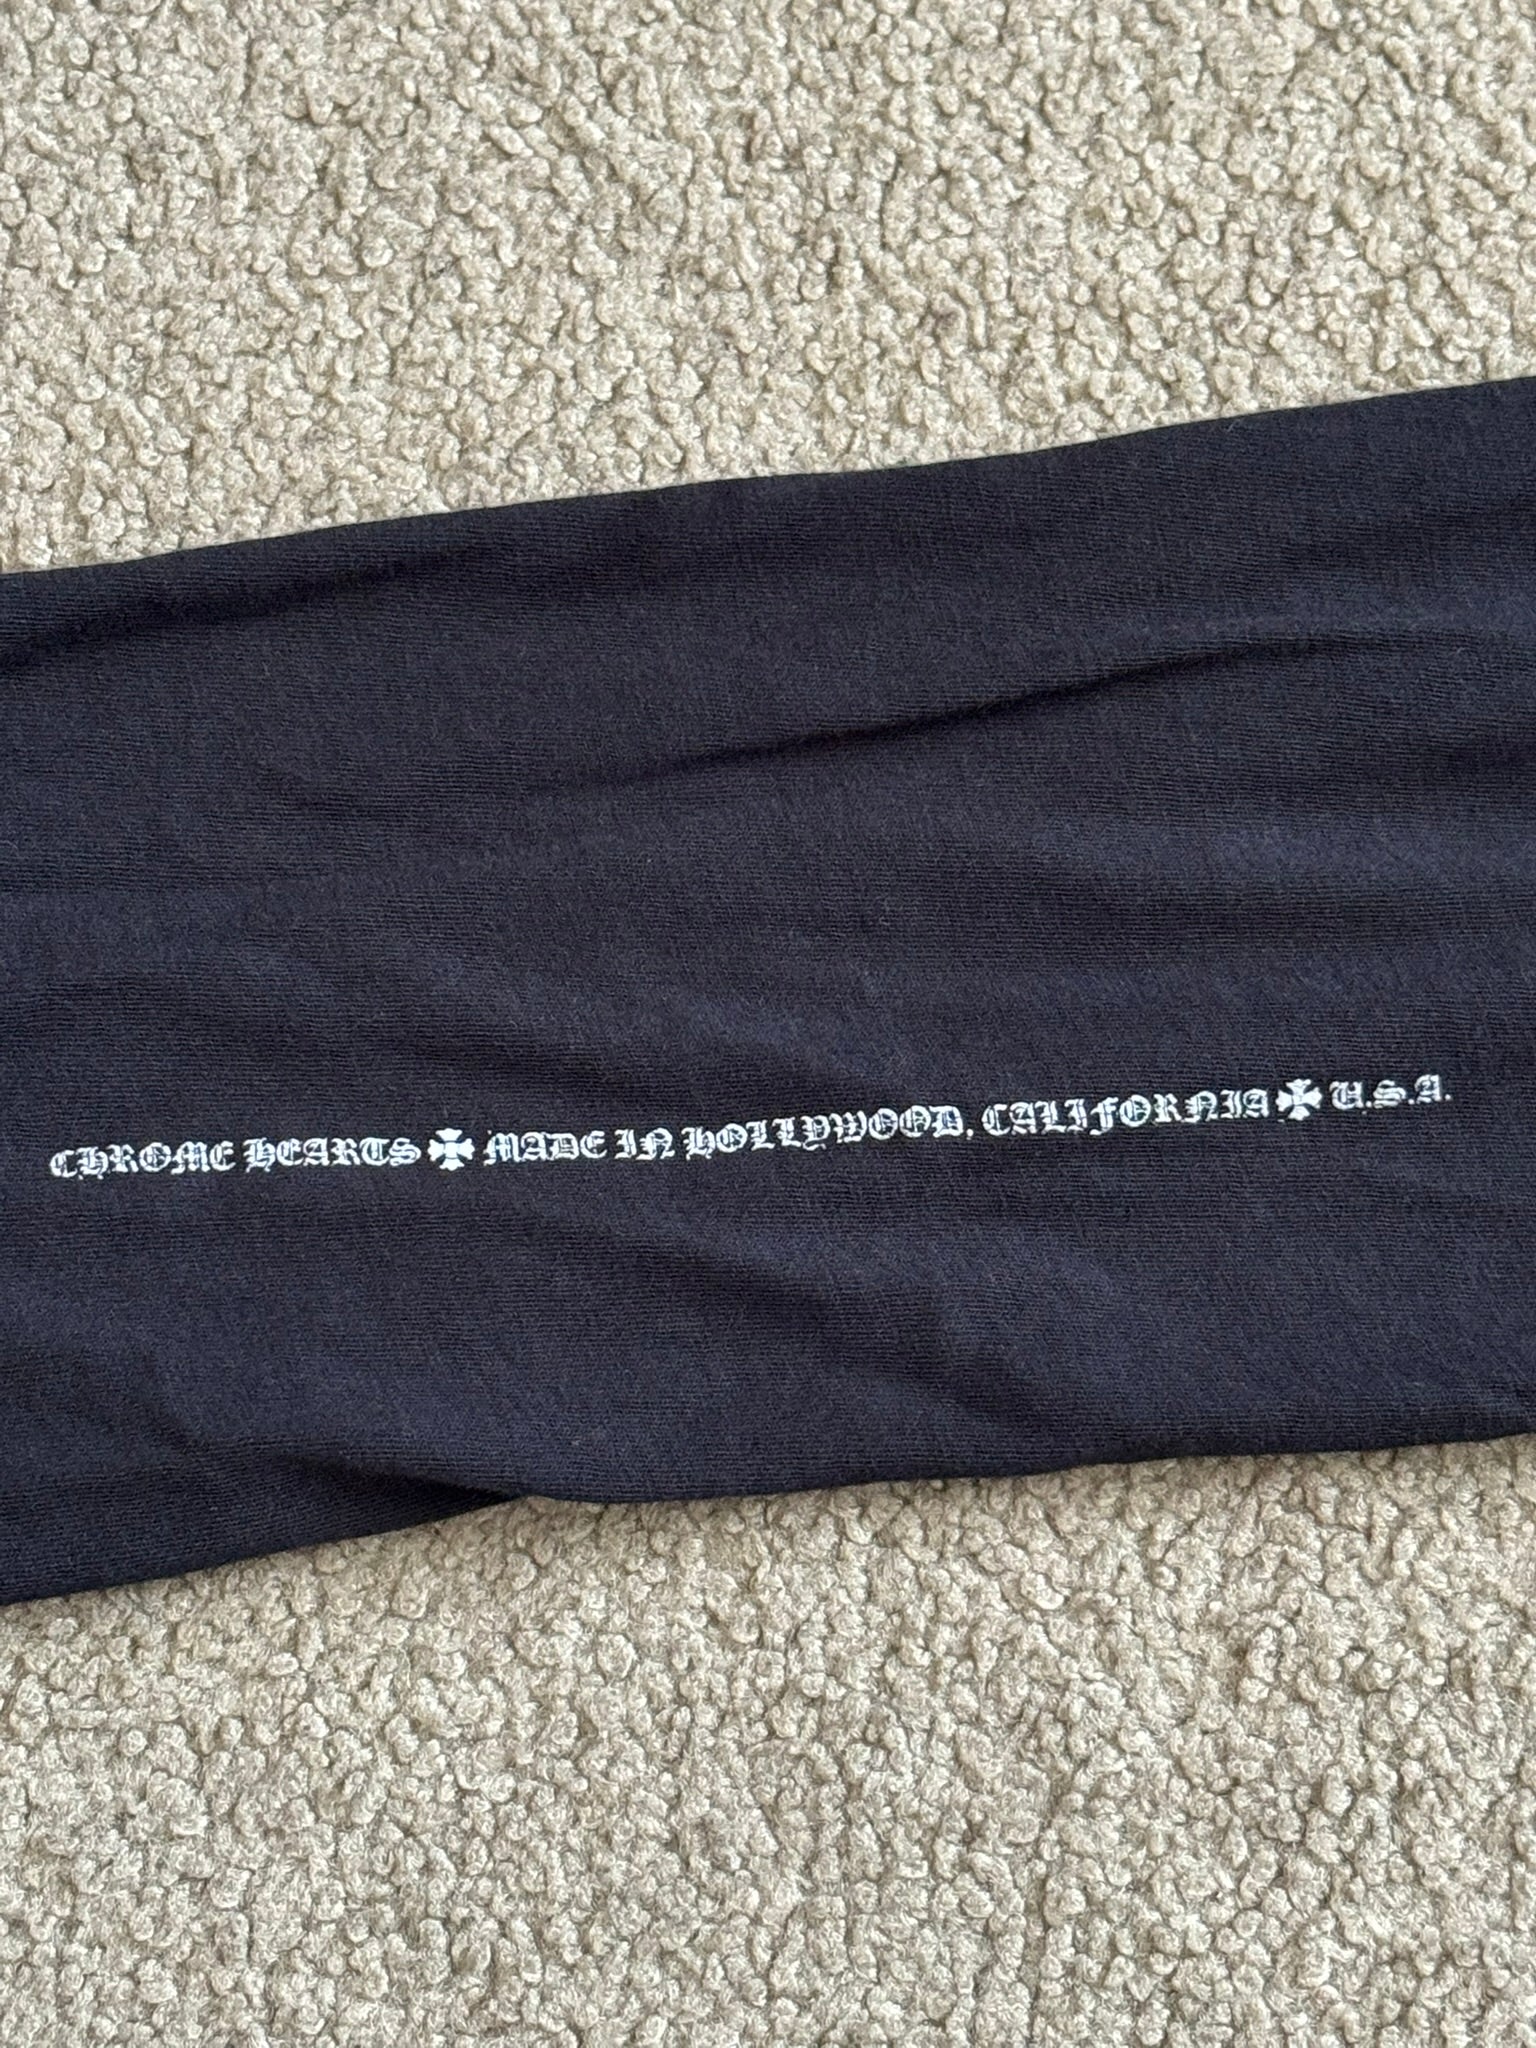 CHROME HEARTS ✠ MADE IN HOLLYWOOD, CALIFORNIA ✠ U.S.A.